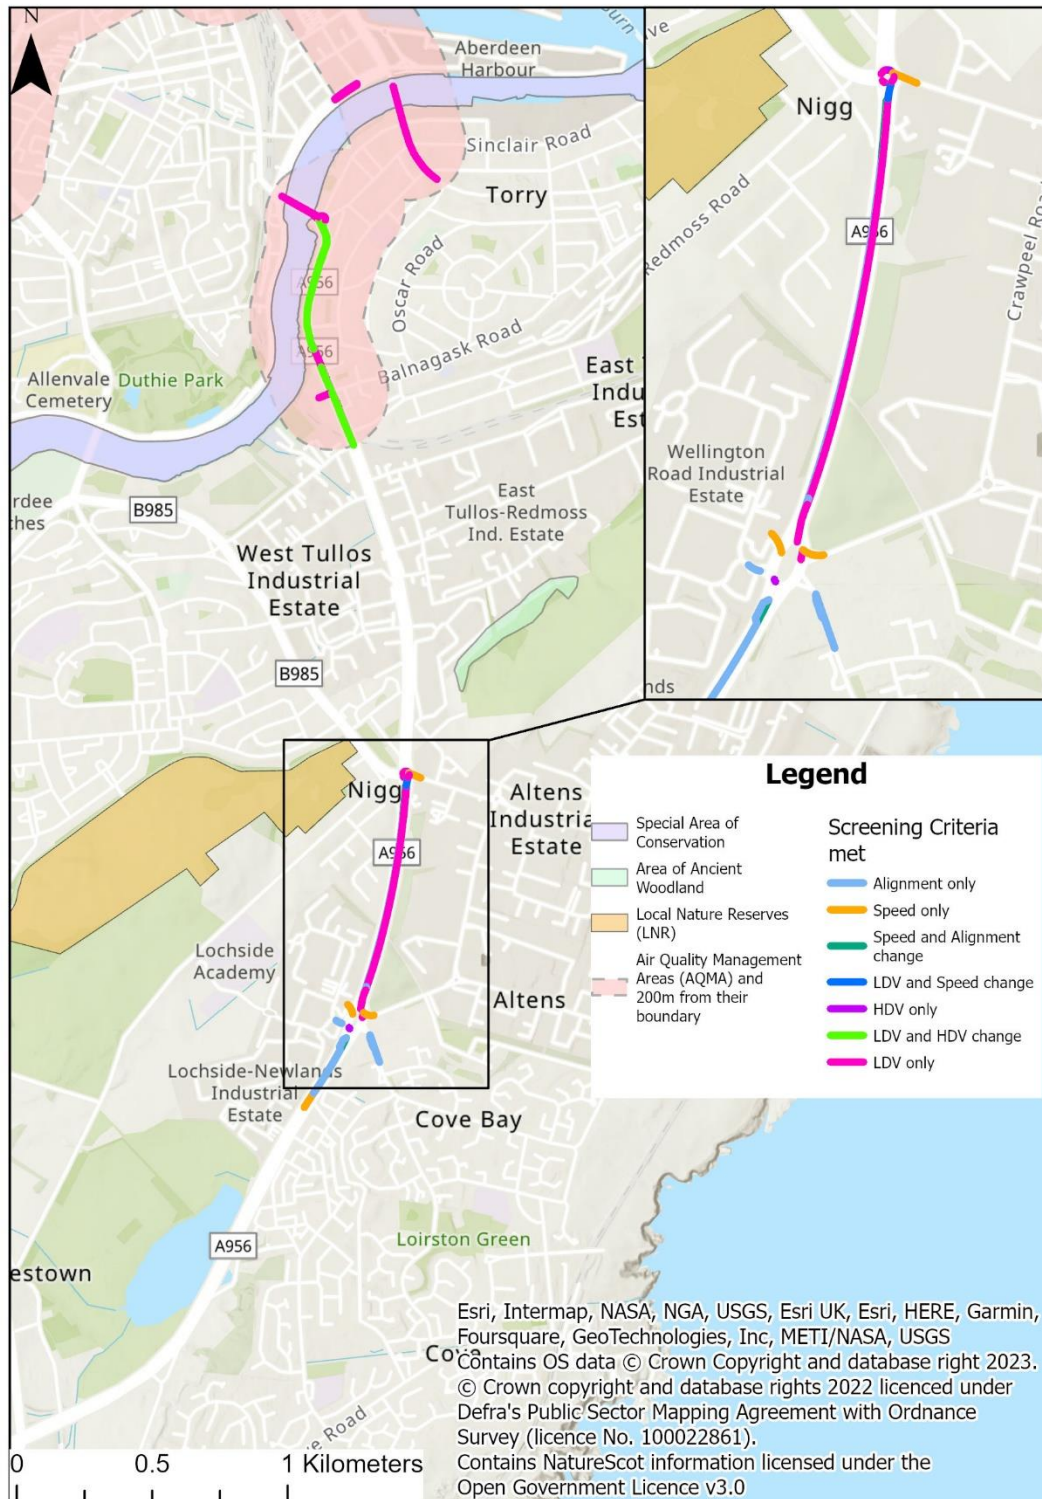 N
Aberdeen
Harbour
Sinclair Road
Torry
A956
Oscar Road
A956
Balnagask Road
Allenvale
Cemetery
Duthie Park
East
Indu
Est
rdee
hes
B985
East
Tullos-Redmoss
Ind. Estate
West Tullos
Industrial
Estate
B985
Nigg
Redmoss Road
A956
Crawpeel Roa
Wellington
Road Industrial
Estate
nds
Nigg
Altens
Industria
Estate
A956
Lochside
Academy
Altens
Lochside-Newlands
Industrial
Estate
Cove Bay
Loirston Green
A956
estown
Cove
e Road
Legend
Special Area of
Conservation
Area of Ancient
Woodland
Local Nature Reserves
(LNR)
Air Quality Management
Areas (AQMA) and
200m from their
boundary
Screening Criteria
met
Alignment only
Speed only
Speed and Alignment
change
LDV and Speed change
HDV only
LDV and HDV change
LDV only
Esri, Intermap, NASA, NGA, USGS, Esri UK, Esri, HERE, Garmin,
Foursquare, GeoTechnologies, Inc, METI/NASA, USGS
Contains OS data © Crown Copyright and database right 2023.
© Crown copyright and database rights 2022 licenced under
Defra's Public Sector Mapping Agreement with Ordnance
Survey (licence No. 100022861).
Contains NatureScot information licensed under the
Open Government Licence v3.0
0 0.5 1 Kilometers